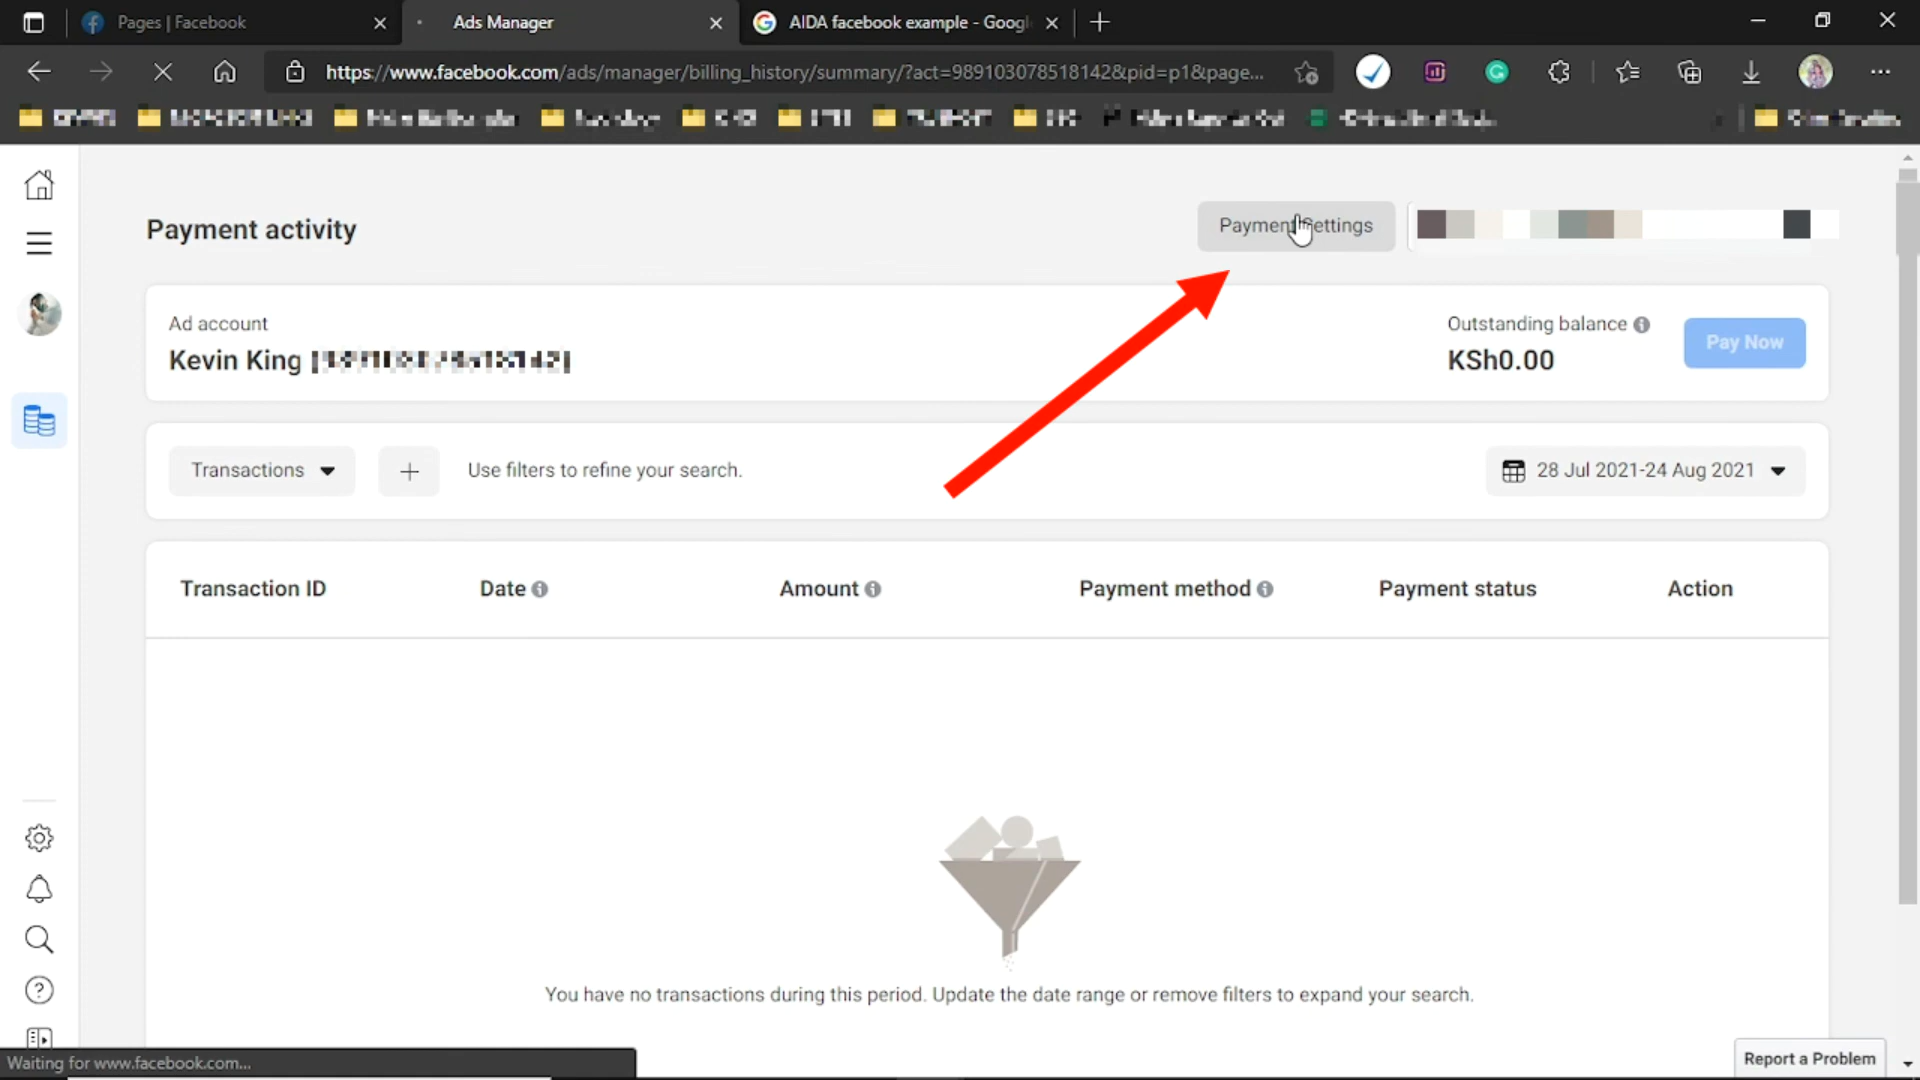 Pages | Facebook
Ads Manager
AIDA facebook example - Googl
https://www.facebook.com/ads/manager/billing_history/summary/?act=989103078518142&pid=p1&page...
Payment activity
Payment Settings
Ad account
Kevin King
Outstanding balance
KSh0.00
Pay Now
Transactions
Use filters to refine your search.
28 Jul 2021-24 Aug 2021
Transaction ID
Date
Amount
Payment method
Payment status
Action
You have no transactions during this period. Update the date range or remove filters to expand your search.
Waiting for www.facebook.com...
Report a Problem